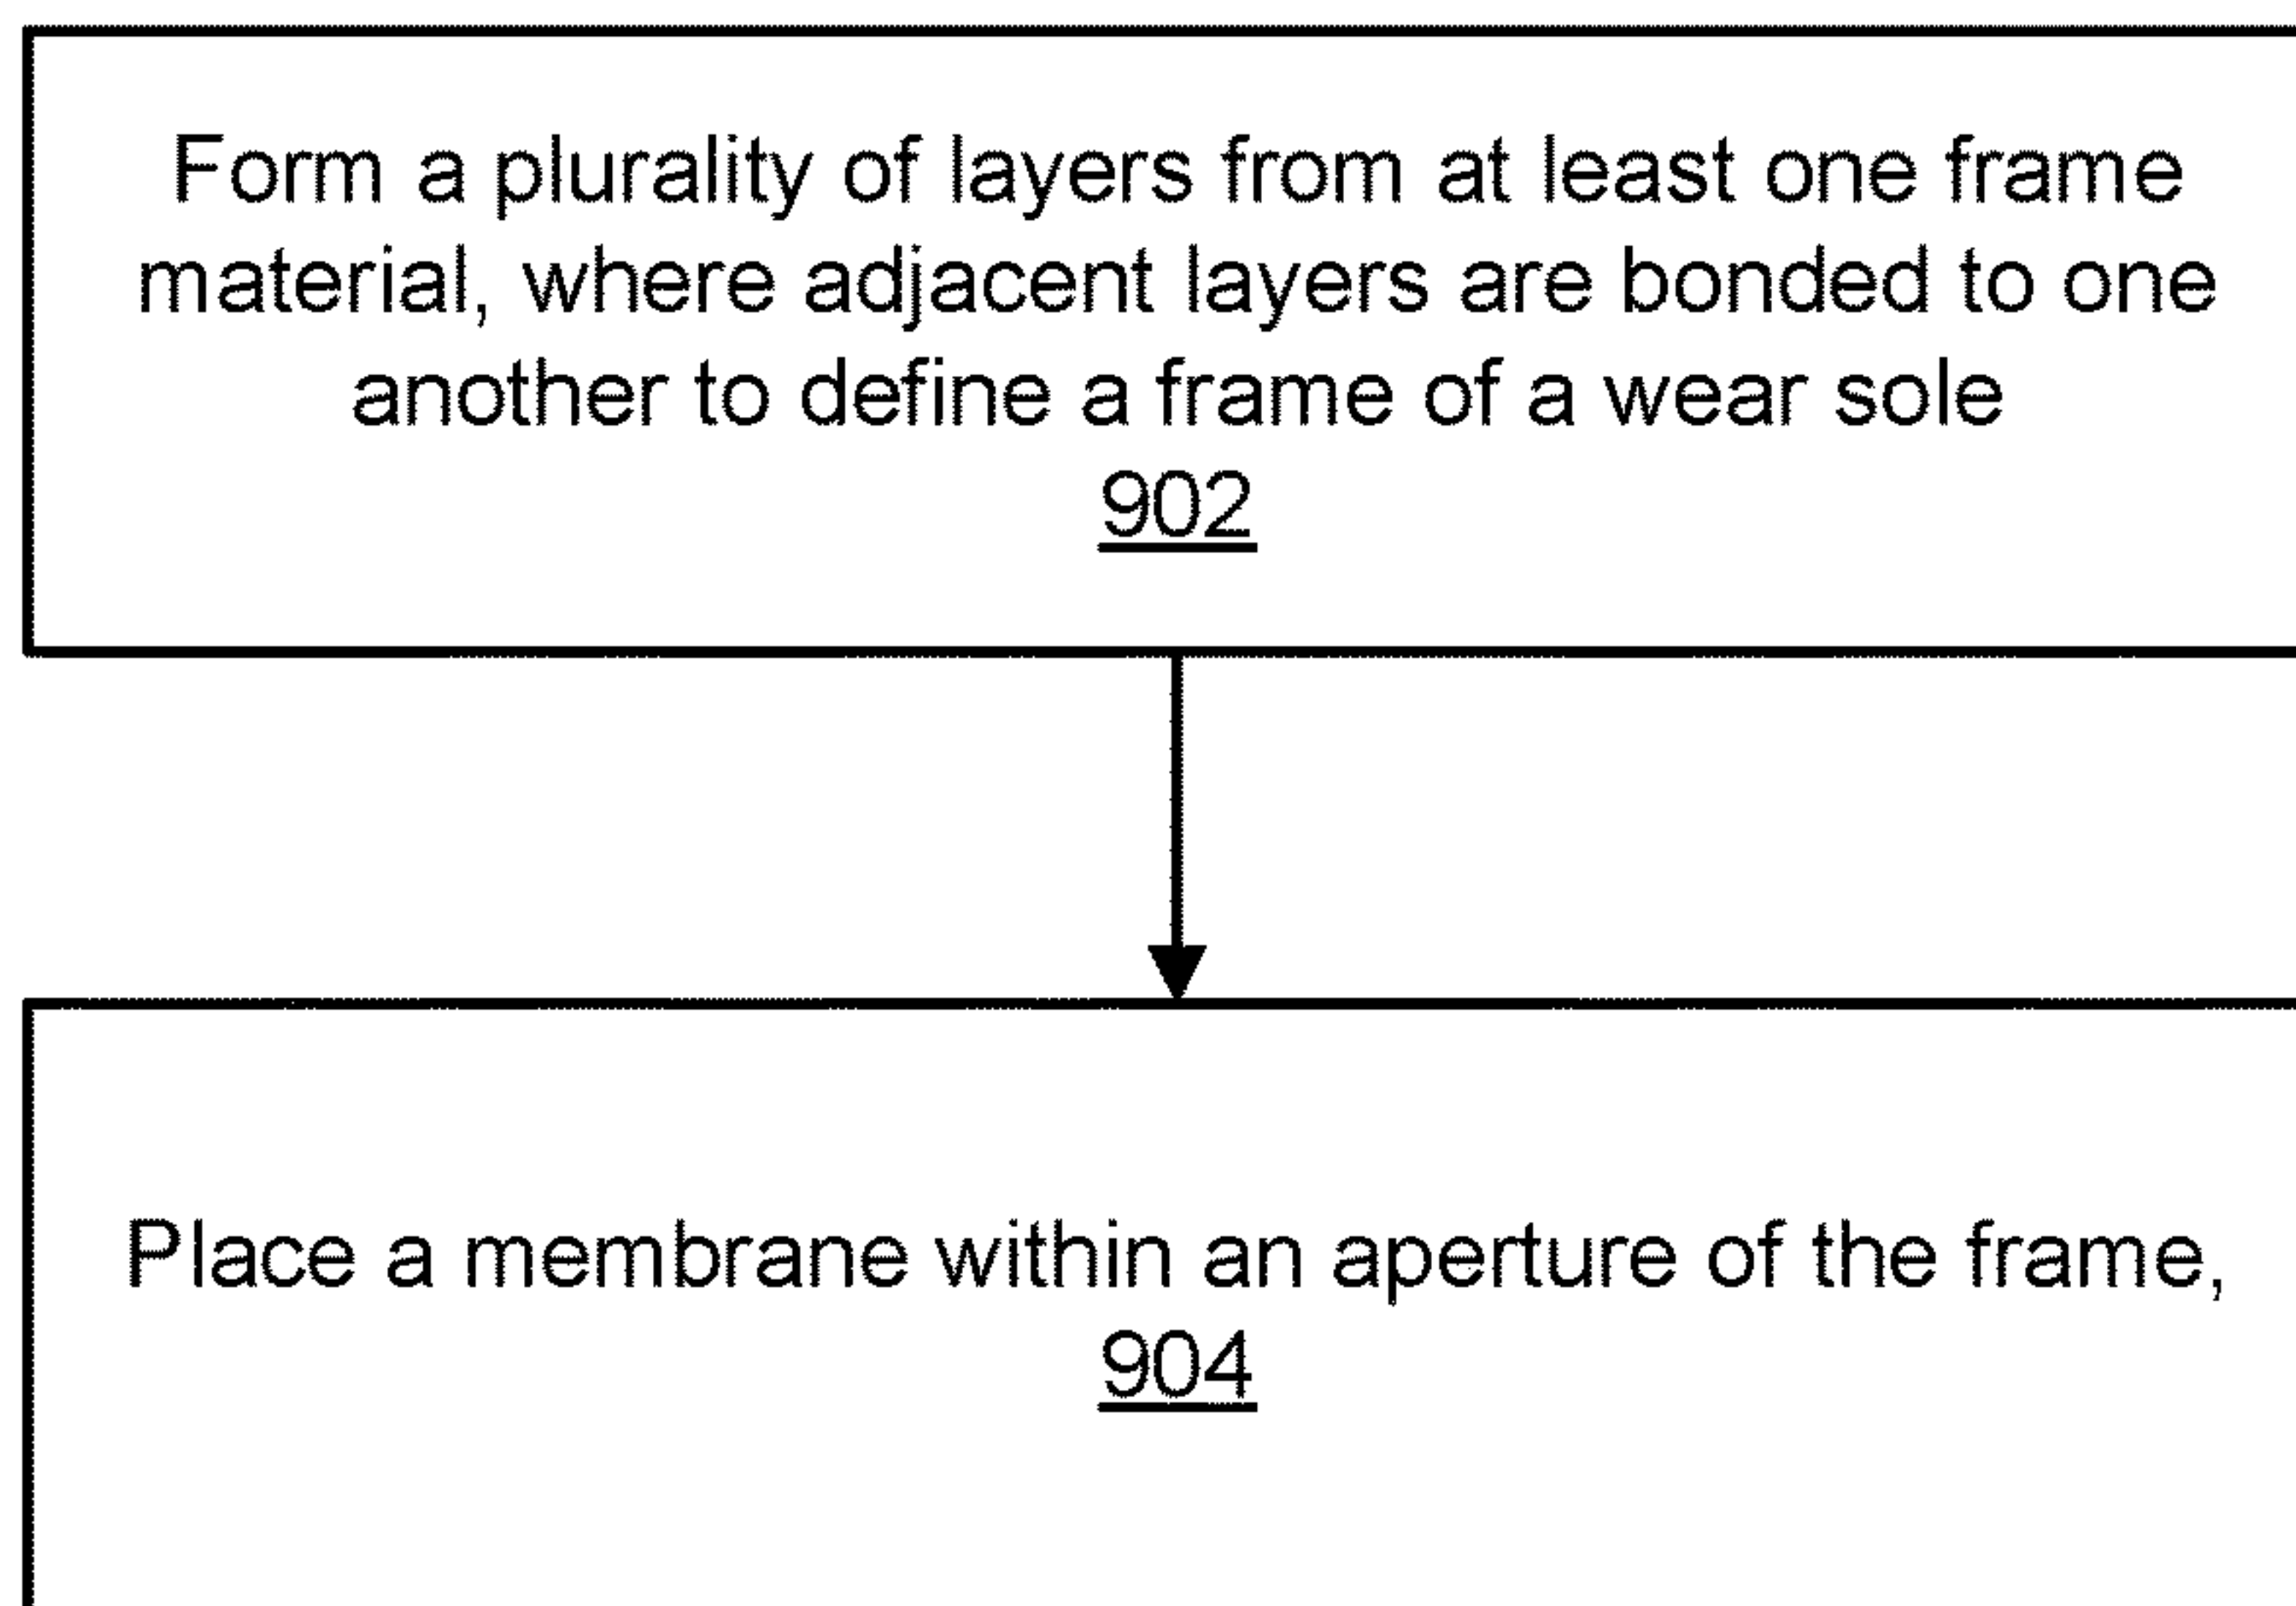 Form a plurality of layers from at least one frame
material, where adjacent layers are bonded to one
another to define a frame of a wear sole
902
Place a membrane within an aperture of the frame,
904